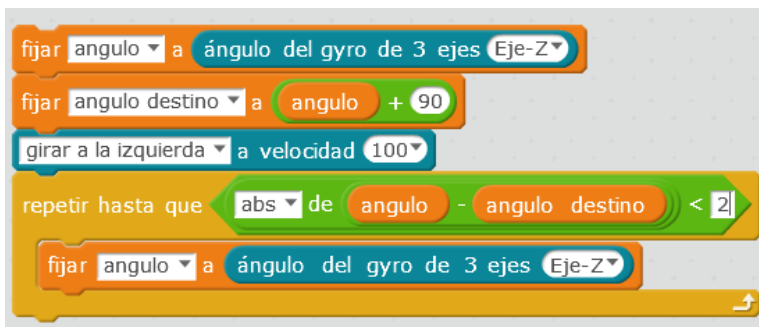 fijar angulo a ángulo del gyro de 3 ejes Eje-Z
fijar angulo destino a angulo + 90
girar a la izquierda a velocidad 100
repetir hasta que abs de angulo - angulo destino < 2
fijar angulo a ángulo del gyro de 3 ejes Eje-Z